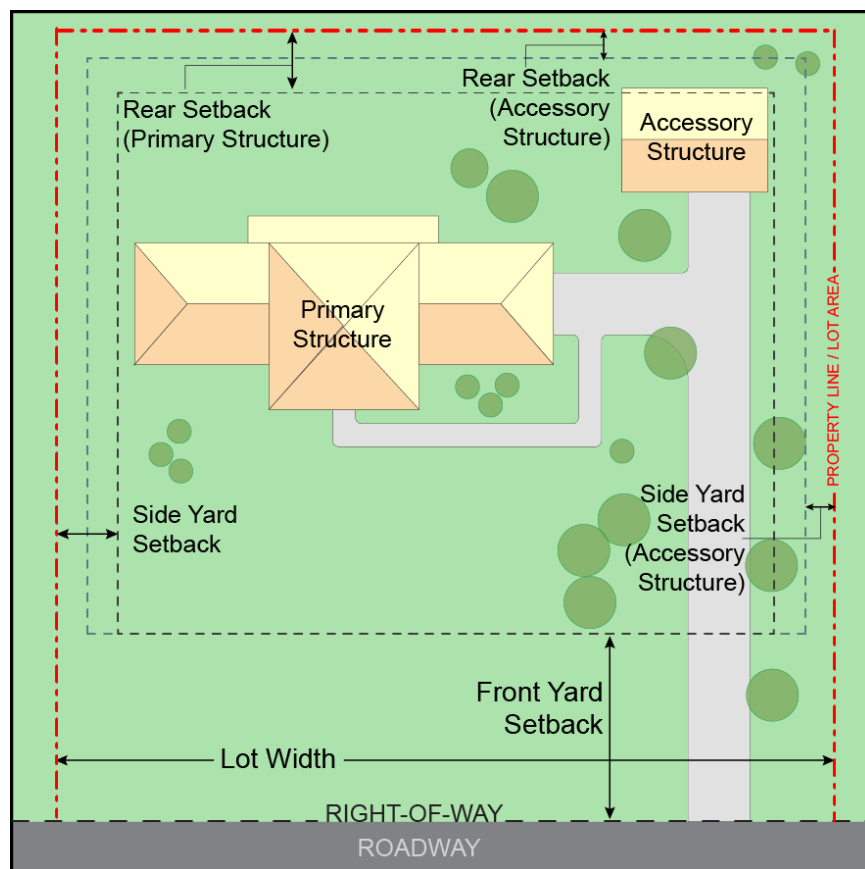 Rear Setback
(Primary Structure)
Rear Setback
(Accessory
Structure)
Accessory
Structure
Primary
Structure
PROPERTY LINE / LOT AREA
Side Yard
Setback
Side Yard
Setback
(Accessory
Structure)
Front Yard
Setback
Lot Width
RIGHT-OF-WAY
ROADWAY